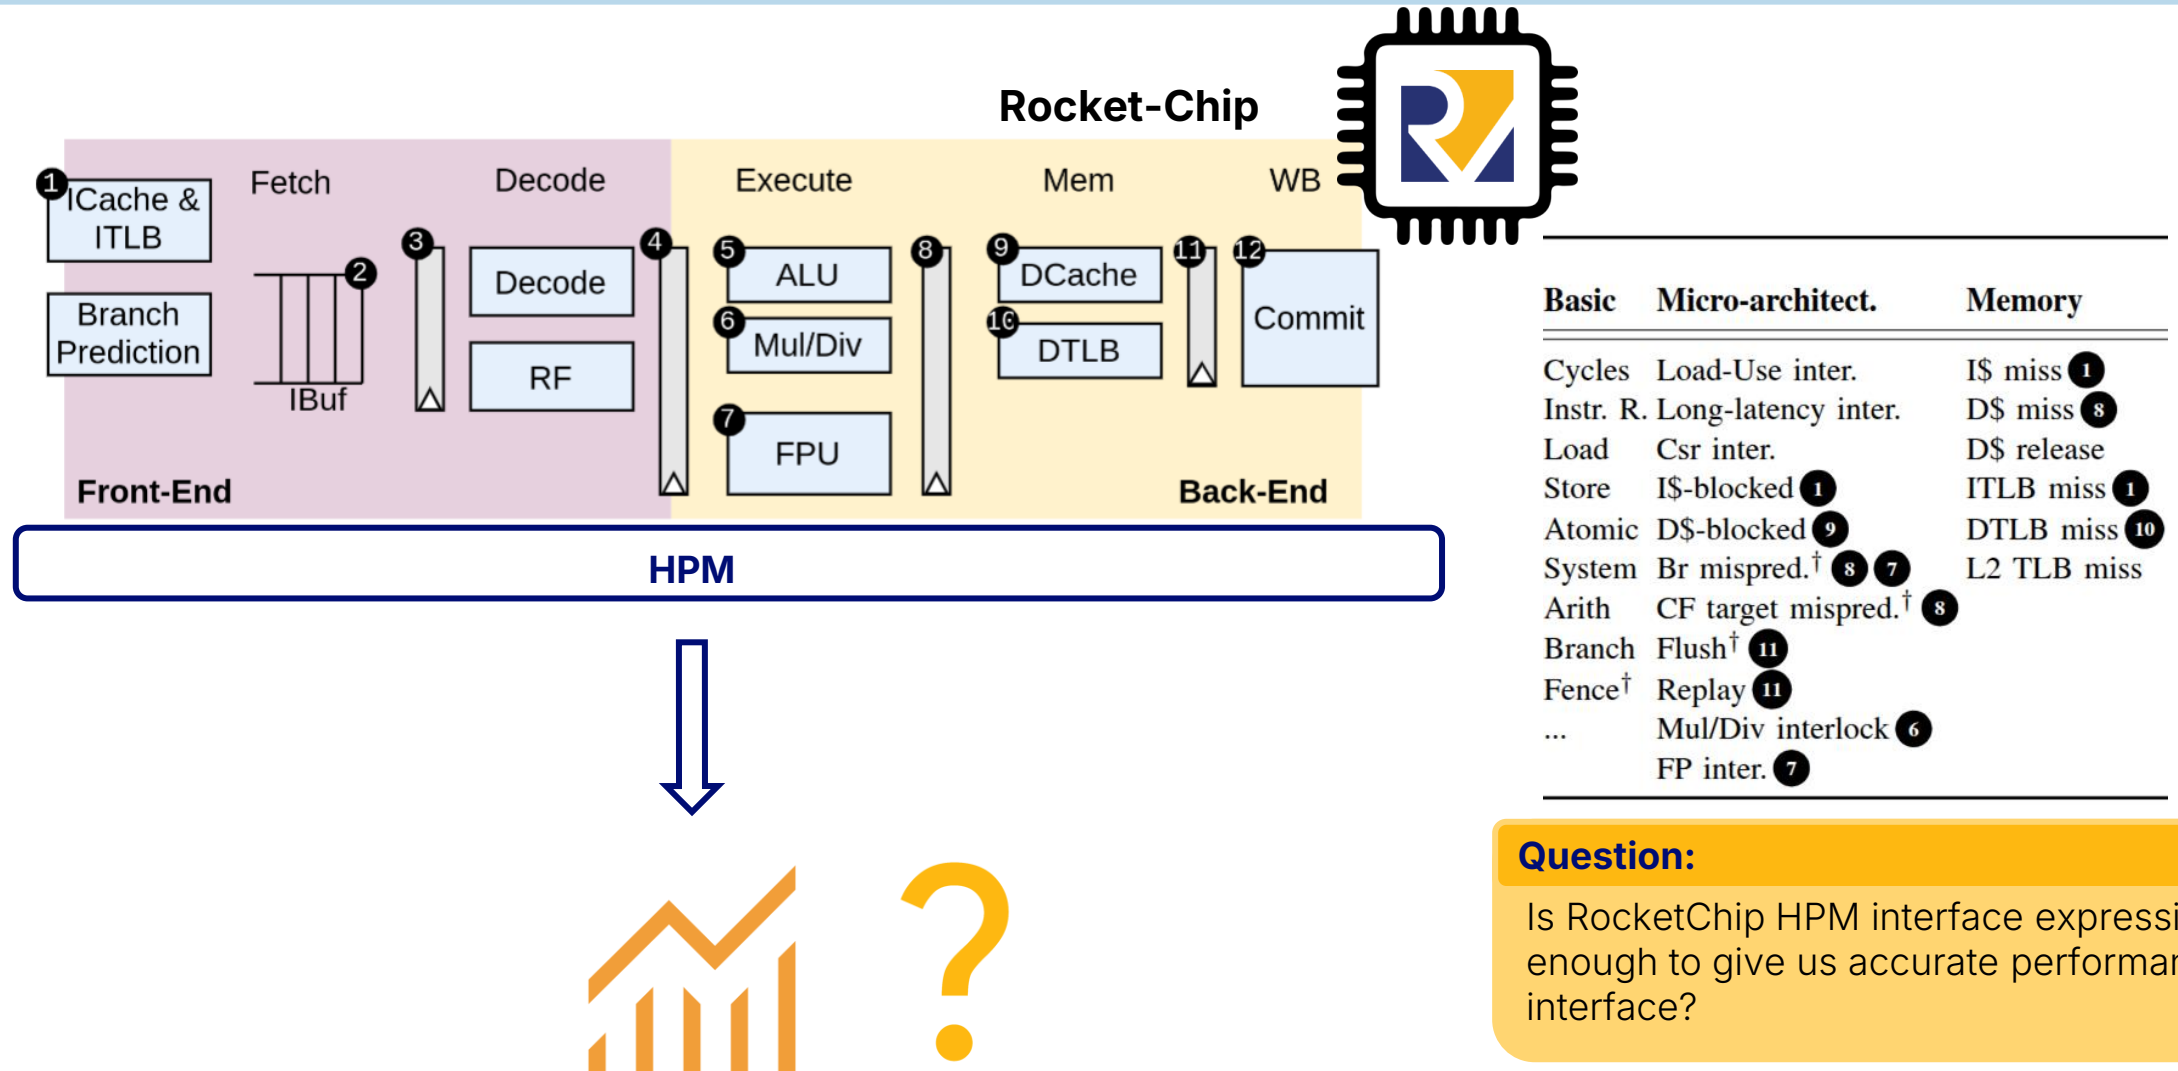 Rocket-Chip
Fetch
Decode
Execute
Mem
WB
1
ICache &
ITLB
Branch
Prediction
2
IBuf
3
Decode
RF
4
5
ALU
6
Mul/Div
7
FPU
8
9
DCache
10
DTLB
11
12
Commit
Front-End
Back-End
HPM
Basic Micro-architect. Memory
Cycles Load-Use inter. I$ miss 1
Instr. R. Long-latency inter. D$ miss 8
Load Csr inter. D$ release
Store I$-blocked 1 ITLB miss 1
Atomic D$-blocked 9 DTLB miss 10
System Br mispred.† 8 7 L2 TLB miss
Arith CF target mispred.† 8
Branch Flush† 11
Fence† Replay 11
... Mul/Div interlock 6
FP inter. 7
?
Question:
Is RocketChip HPM interface
enough to give us accurate
interface?